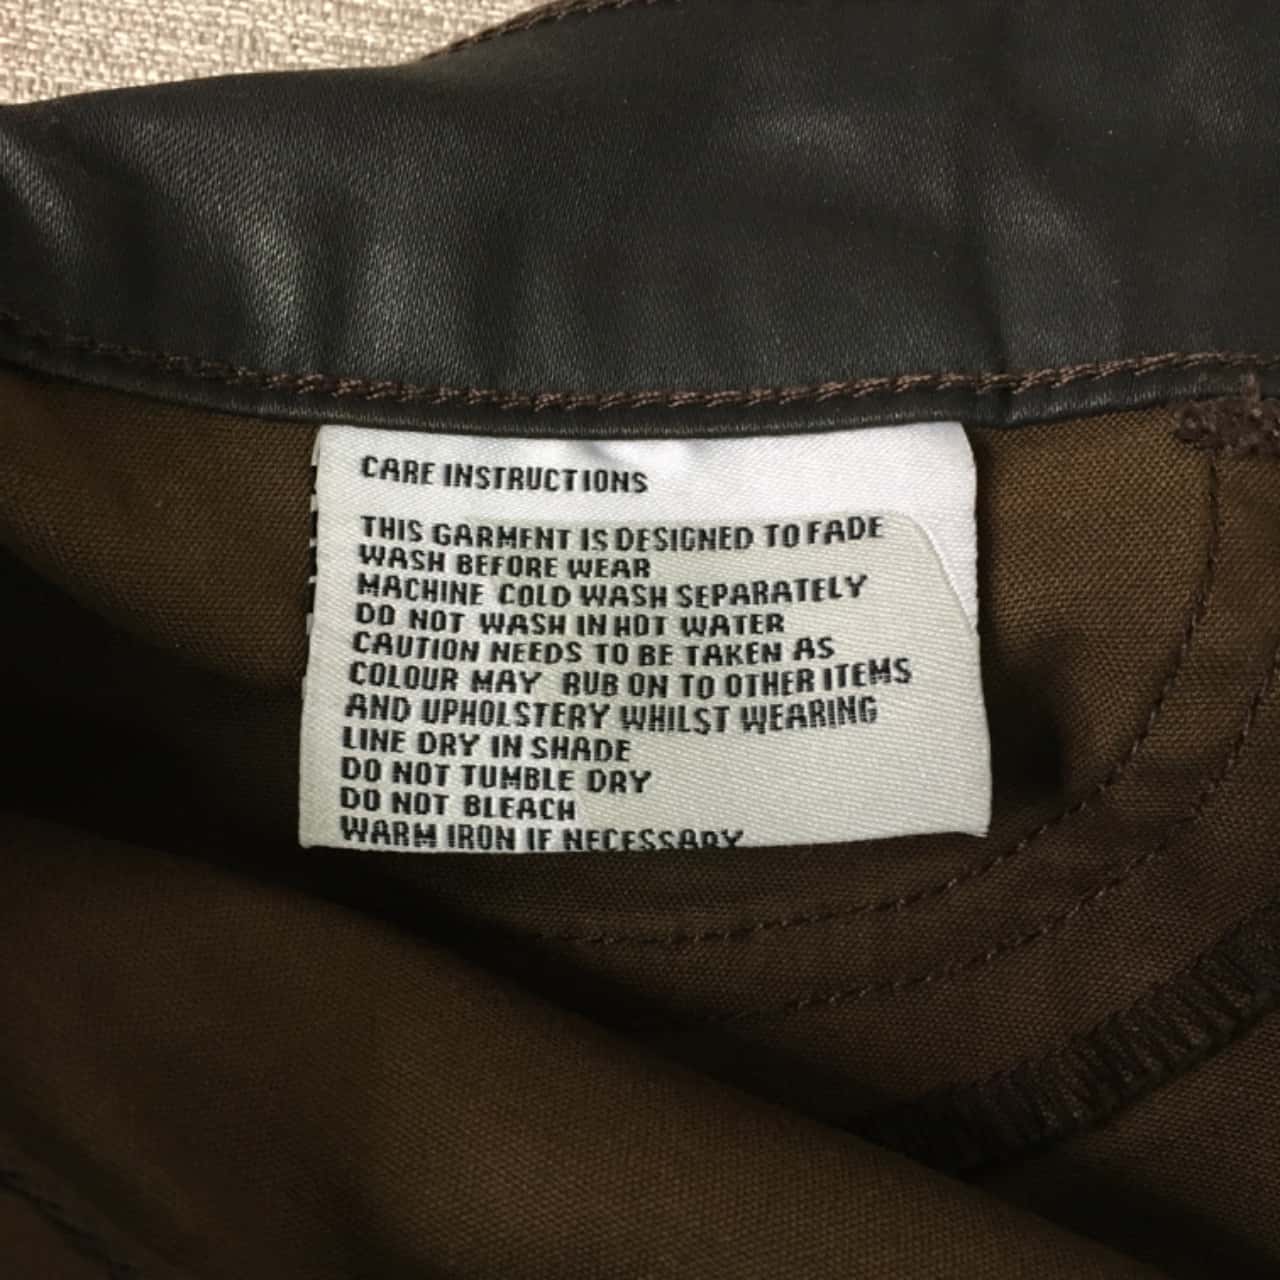 CARE INSTRUCTIONS
THIS GARMENT IS DESIGNED TO FADE
WASH BEFORE WEAR
MACHINE COLD WASH SEPARATELY
DO NOT WASH IN HOT WATER
CAUTION NEEDS TO BE TAKEN AS
COLOUR MAY RUB ON TO OTHER ITEMS
AND UPHOLSTERY WHILST WEARING
LINE DRY IN SHADE
DO NOT TUMBLE DRY
DO NOT BLEACH
WARM IRON IF NECESSARY